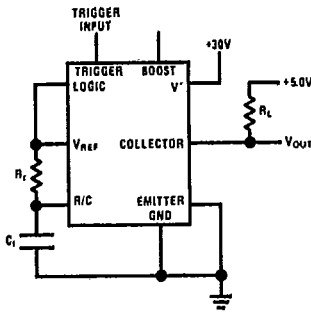 TRIGGER
INPUT
+30V
TRIGGER BOOST
LOGIC V+
+5.0V
RL
VREF COLLECTOR VOUT
Rt
R/C EMITTER
GND
Ct